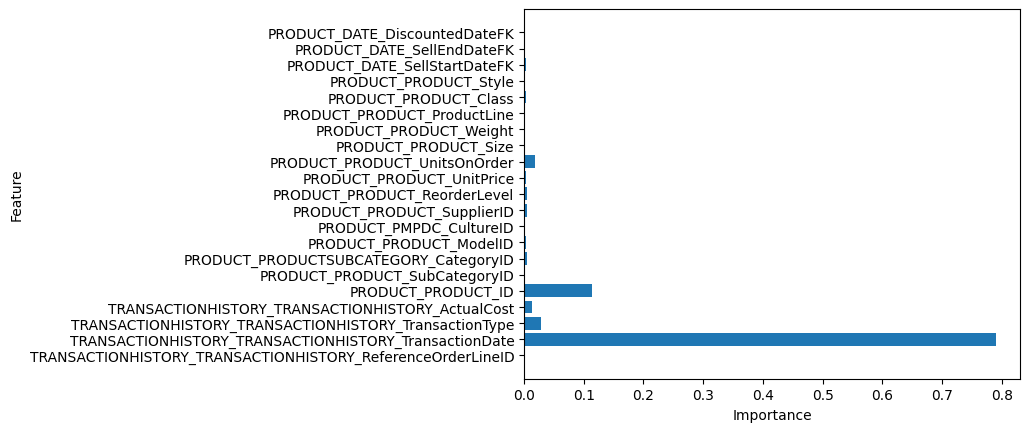 PRODUCT_DATE_DiscountedDateFK
PRODUCT_DATE_SellEndDateFK
PRODUCT_DATE_SellStartDateFK
PRODUCT_PRODUCT_Style
PRODUCT_PRODUCT_Class
PRODUCT_PRODUCT_ProductLine
PRODUCT_PRODUCT_Weight
PRODUCT_PRODUCT_Size
PRODUCT_PRODUCT_UnitsOnOrder
PRODUCT_PRODUCT_UnitPrice
PRODUCT_PRODUCT_ReorderLevel
PRODUCT_PRODUCT_SupplierID
PRODUCT_PMPDC_CultureID
PRODUCT_PRODUCT_ModelID
PRODUCT_PRODUCTSUBCATEGORY_CategoryID
PRODUCT_PRODUCT_SubCategoryID
PRODUCT_PRODUCT_ID
TRANSACTIONHISTORY_TRANSACTIONHISTORY_ActualCost
TRANSACTIONHISTORY_TRANSACTIONHISTORY_TransactionType
TRANSACTIONHISTORY_TRANSACTIONHISTORY_TransactionDate
TRANSACTIONHISTORY_TRANSACTIONHISTORY_ReferenceOrderLineID
Feature
0.0 0.1 0.2 0.3 0.4 0.5 0.6 0.7 0.8
Importance